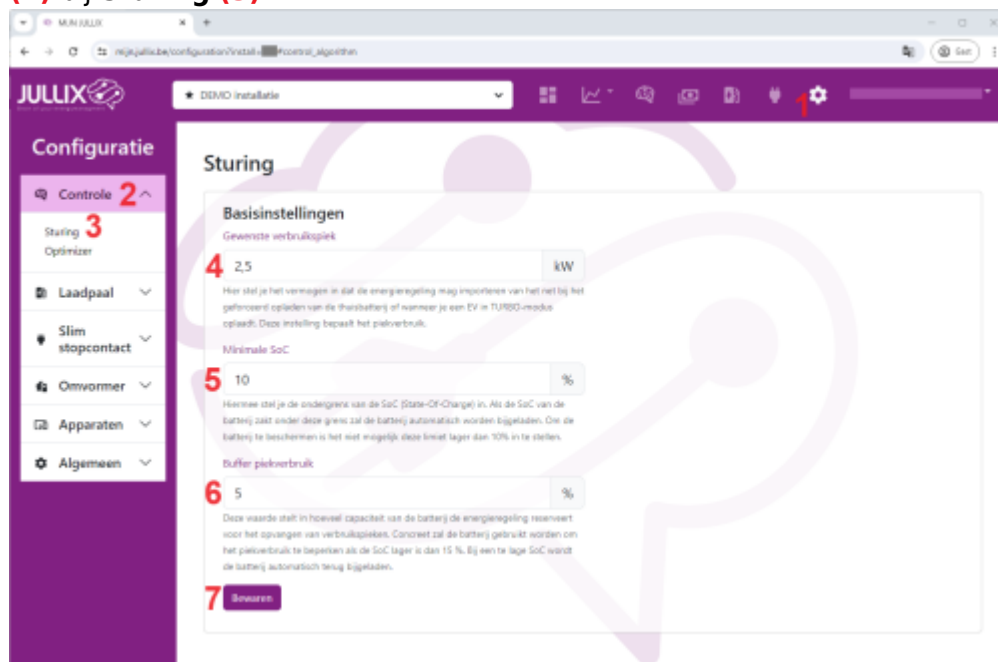 MIJN JULLIX
mijn.jullix.be/configuration?install=
#control_algorithm
Gast
JULLIX
★ DEMO Installatie
1
Configuratie
Controle 2
Sturing 3
Optimizer
Laadpaal
Slim
stopcontact
Omvormer
Apparaten
Algemeen
Sturing
Basisinstellingen
Gewenste verbruikspiek
4 2,5 kW
Hier stel je het vermogen in dat de energieregeling mag importeren van het net bij het
geforceerd opladen van de thuisbatterij of wanneer je een EV in TURBO-modus
oplaadt. Deze instelling bepaalt het piekverbruik.
Minimale SoC
5 10 %
Hiermee stel je de ondergrens van de SoC (State-Of-Charge) in. Als de SoC van de
batterij zakt onder deze grens zal de batterij automatisch worden bijgeladen. Om de
batterij te beschermen is het niet mogelijk deze limiet lager dan 10% in te stellen.
Buffer piekverbruik
6 5 %
Deze waarde stelt in hoeveel capaciteit van de batterij de energieregeling reserveert
voor het opvangen van verbruikspieken. Concreet zal de batterij gebruikt worden om
het piekverbruik te beperken als de SoC lager is dan 15 %. Bij een te lage SoC wordt
de batterij automatisch terug bijgeladen.
7 Bewaren